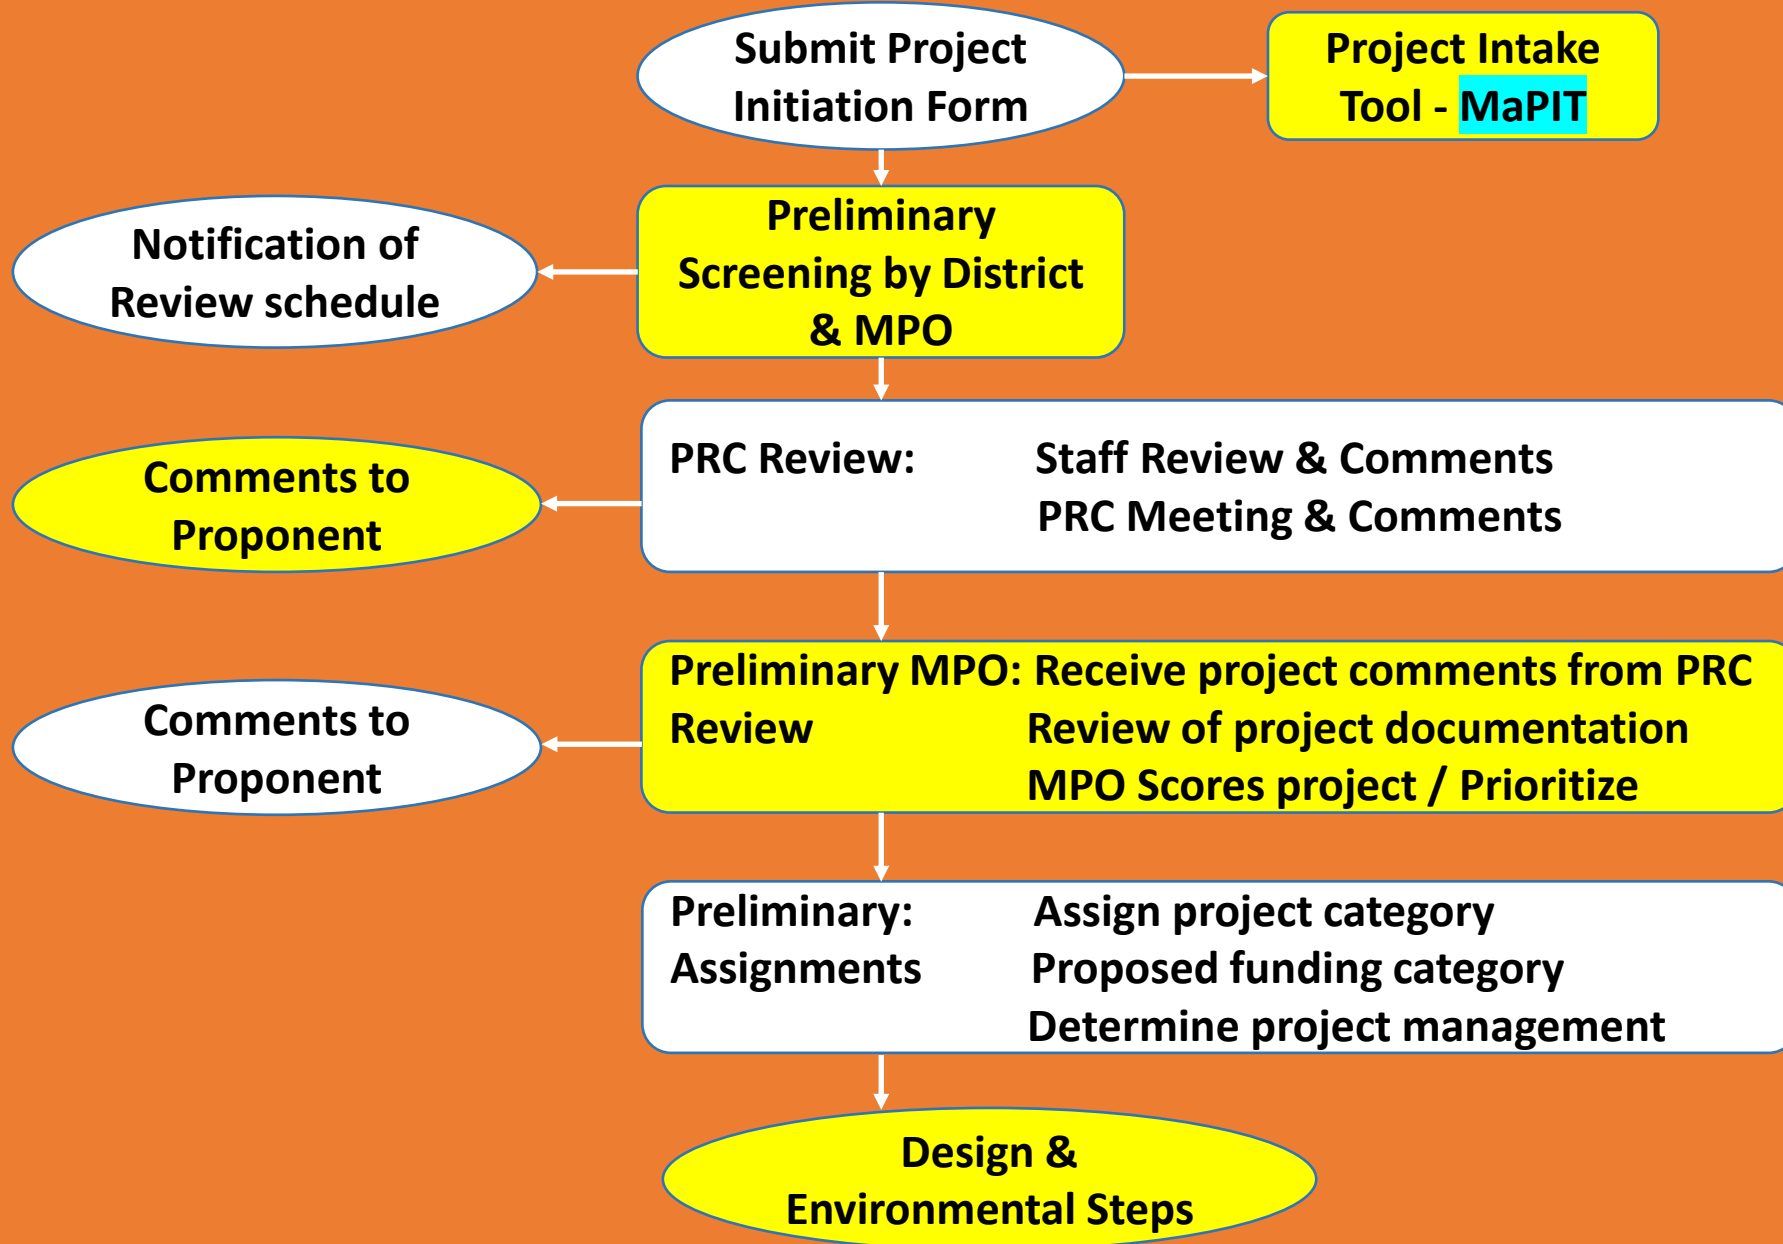 Submit Project
Initiation Form
Project Intake
Tool - MaPIT
Preliminary
Screening by District
& MPO
Notification of
Review schedule
PRC Review: Staff Review & Comments
PRC Meeting & Comments
Comments to
Proponent
Preliminary MPO: Receive project comments from PRC
Review Review of project documentation
MPO Scores project / Prioritize
Comments to
Proponent
Preliminary: Assign project category
Assignments Proposed funding category
Determine project management
Design &
Environmental Steps